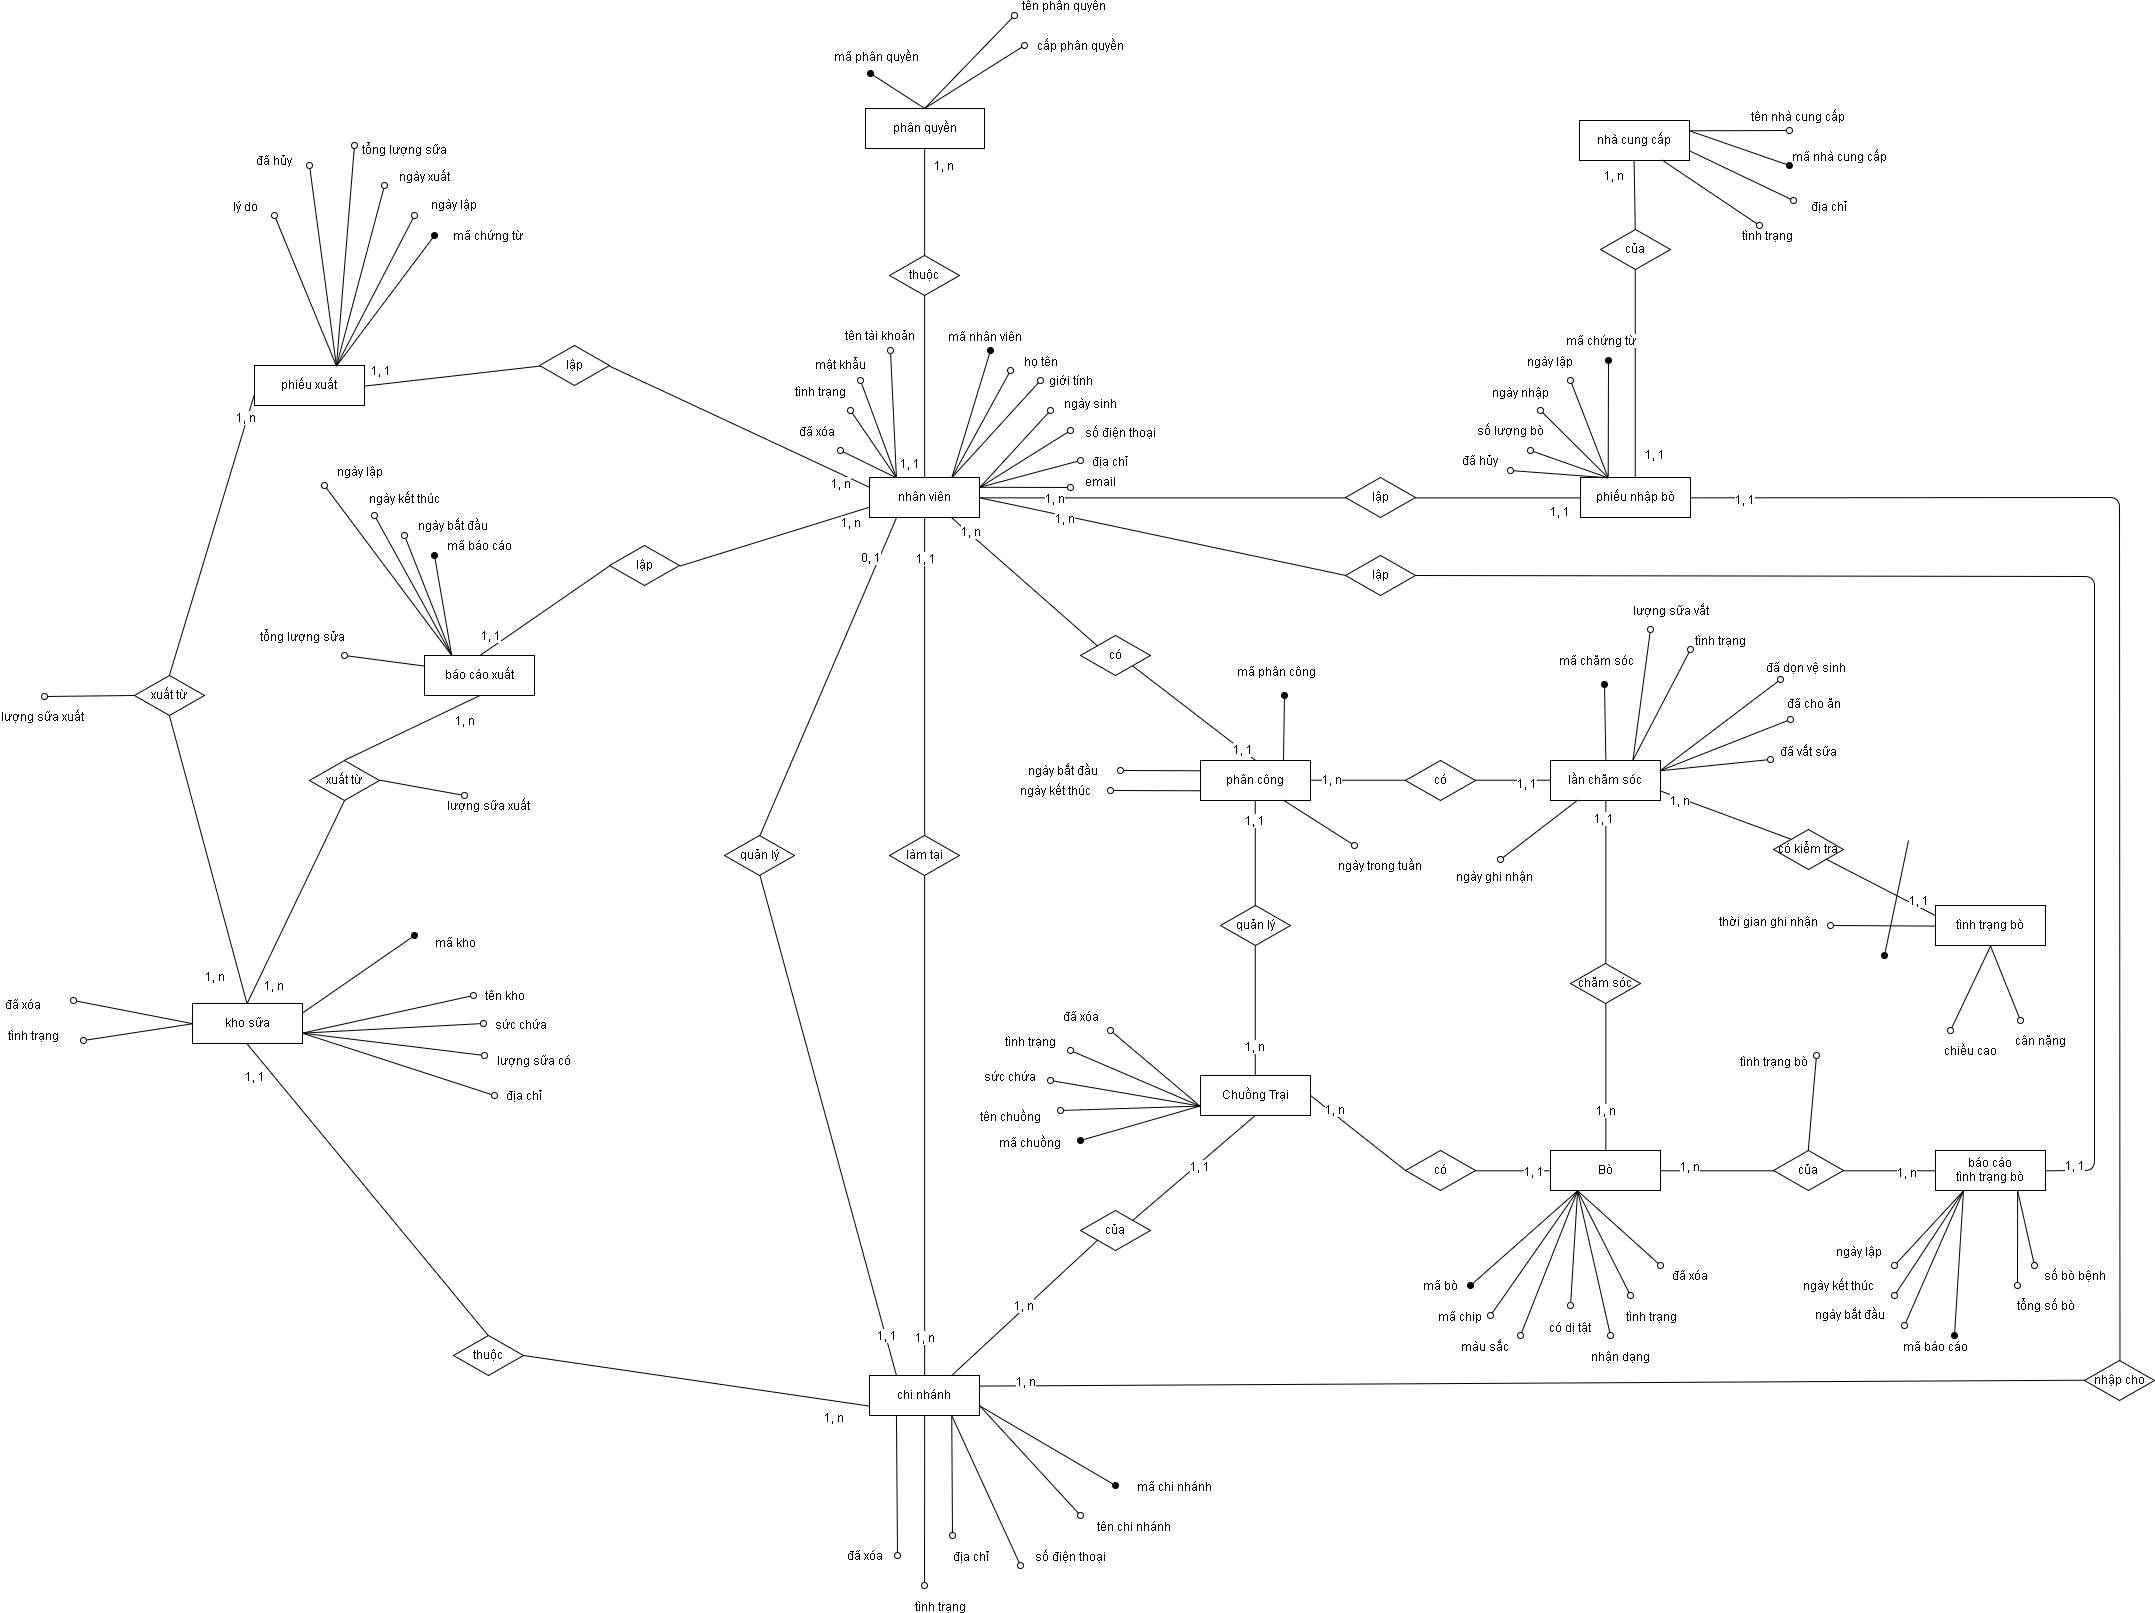 tên phân quyền
cấp phân quyền
mã phân quyền
phân quyền
1, n
thuộc
tên nhà cung cấp
nhà cung cấp
mã nhà cung cấp
1, n
địa chỉ
tình trạng
của
đã hủy
tổng lượng sữa
ngày xuất
lý do
ngày lập
mã chứng từ
phiếu xuất
1, 1
1, n
lập
tên tài khoản
mã nhân viên
mật khẩu
họ tên
tình trạng
giới tính
ngày sinh
đã xóa
số điện thoại
1, 1
địa chỉ
email
1, n
nhân viên
1, n
1, n
1, n
1, n
0, 1
1, 1
mã chứng từ
ngày lập
ngày nhập
số lượng bò
đã hủy
1, 1
phiếu nhập bò
1, 1
1, 1
lập
lập
ngày lập
ngày kết thúc
ngày bắt đầu
mã báo cáo
lập
tổng lượng sữa
1, 1
báo cáo xuất
1, n
xuất từ
lượng sữa xuất
xuất từ
lượng sữa xuất
có
mã phân công
1, 1
ngày bắt đầu
ngày kết thúc
phân công
1, n
1, 1
ngày trong tuần
có
lượng sữa vắt
tình trạng
mã chăm sóc
đã dọn vệ sinh
đã cho ăn
đã vắt sữa
1, 1
lần chăm sóc
1, n
1, 1
ngày ghi nhận
có kiểm tra
1, 1
thời gian ghi nhận
tình trạng bò
chiều cao
cân nặng
quản lý
làm tại
quản lý
chăm sóc
mã kho
1, n
1, n
đã xóa
tình trạng
kho sữa
tên kho
sức chứa
lượng sữa có
địa chỉ
1, 1
đã xóa
tình trạng
sức chứa
tên chuồng
mã chuồng
1, n
Chuồng Trại
1, n
1, 1
có
1, 1
1, n
Bò
1, n
tình trạng bò
của
1, n
báo cáo
tình trạng bò
1, 1
của
1, n
mã bò
mã chip
màu sắc
có dị tật
nhận dạng
tình trạng
đã xóa
ngày lập
ngày kết thúc
ngày bắt đầu
mã báo cáo
số bò bệnh
tổng số bò
thuộc
1, n
1, 1
1, n
chi nhánh
1, n
nhập cho
mã chi nhánh
tên chi nhánh
đã xóa
địa chỉ
số điện thoại
tình trạng